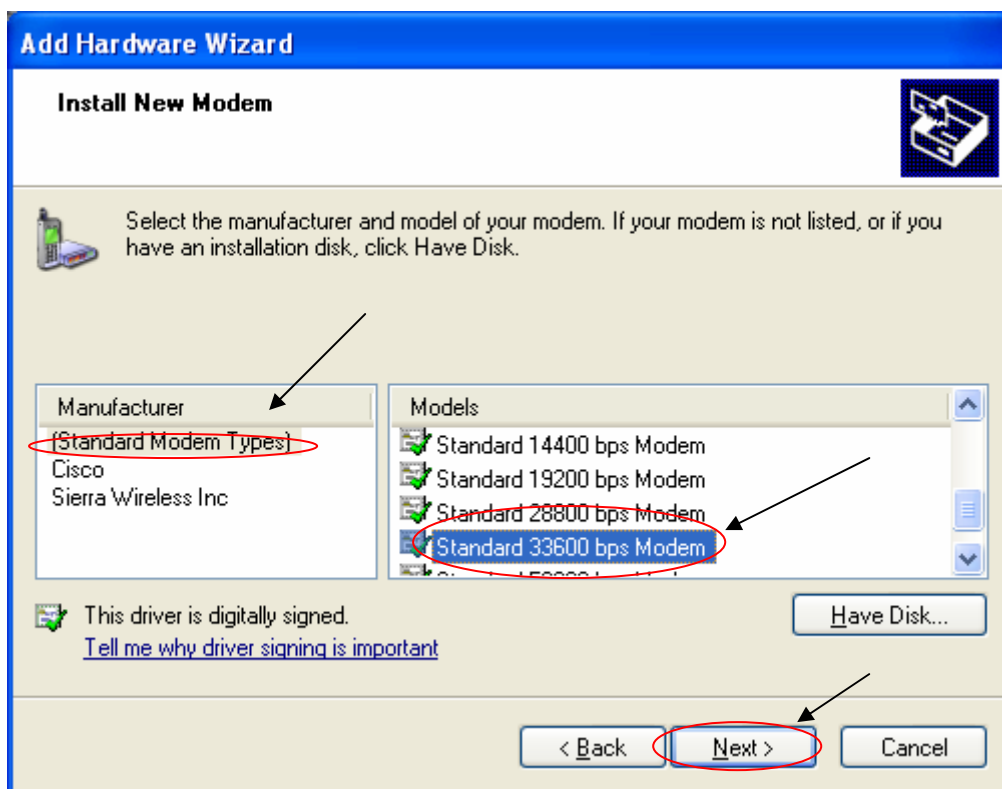 Add Hardware Wizard
Install New Modem
Select the manufacturer and model of your modem. If your modem is not listed, or if you
have an installation disk, click Have Disk.
Manufacturer
(Standard Modem Types)
Cisco
Sierra Wireless Inc
Models
Standard 14400 bps Modem
Standard 19200 bps Modem
Standard 28800 bps Modem
Standard 33600 bps Modem
This driver is digitally signed.
Tell me why driver signing is important
Have Disk...
< Back
Next >
Cancel